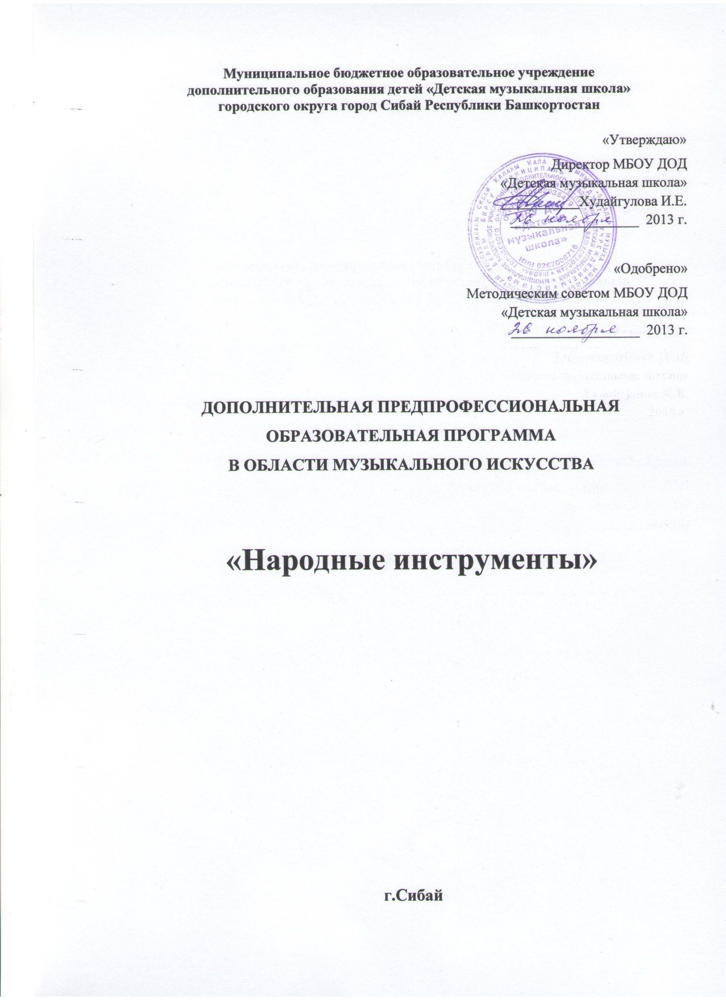 Муниципальное бюджетное образовательное учреждение
дополнительного образования детей «Детская музыкальная школа»
городского округа город Сибай Республики Башкортостан
«Утверждаю»
Директор МБОУ ДОД
«Детская музыкальная школа»
Худайгулова И.Е.
26 ноября 2013 г.
«Детская
музыкальная
школа»
ИНН 0267008716
«Одобрено»
Методическим советом МБОУ ДОД
«Детская музыкальная школа»
26 ноября 2013 г.
ДОПОЛНИТЕЛЬНАЯ ПРЕДПРОФЕССИОНАЛЬНАЯ
ОБРАЗОВАТЕЛЬНАЯ ПРОГРАММА
В ОБЛАСТИ МУЗЫКАЛЬНОГО ИСКУССТВА
«Народные инструменты»
г.Сибай